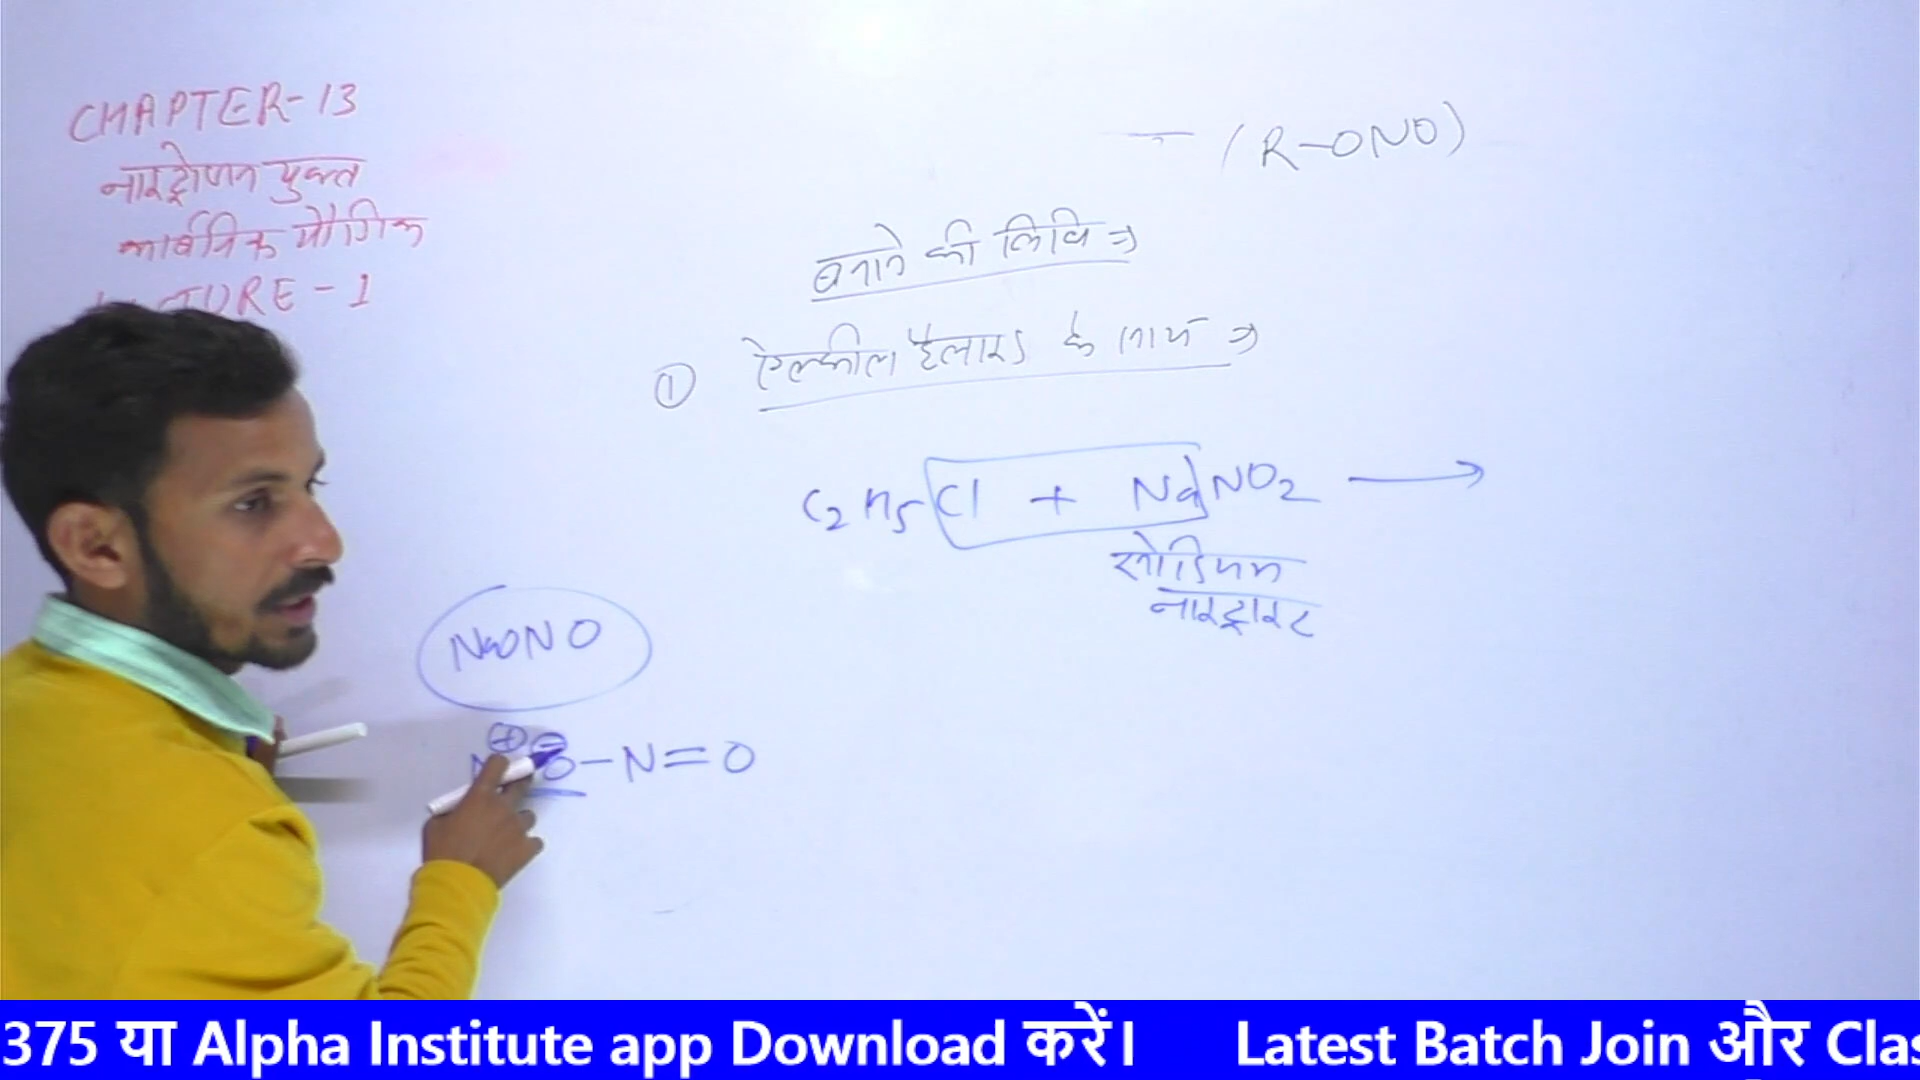 CHAPTER-13
नाइट्रोजन युक्त
कार्बनिक यौगिक
LECTURE-1
(R-ONO)
बनाने की विधि ⇒
① ऐल्कील हैलाइड के साथ ⇒
C2H5Cl + NaNO2 ⟶
सोडियम
नाइट्राइट
NaONO
⊕ ⊖
O-N=O
375 या Alpha Institute app Download करें। Latest Batch Join और Clas